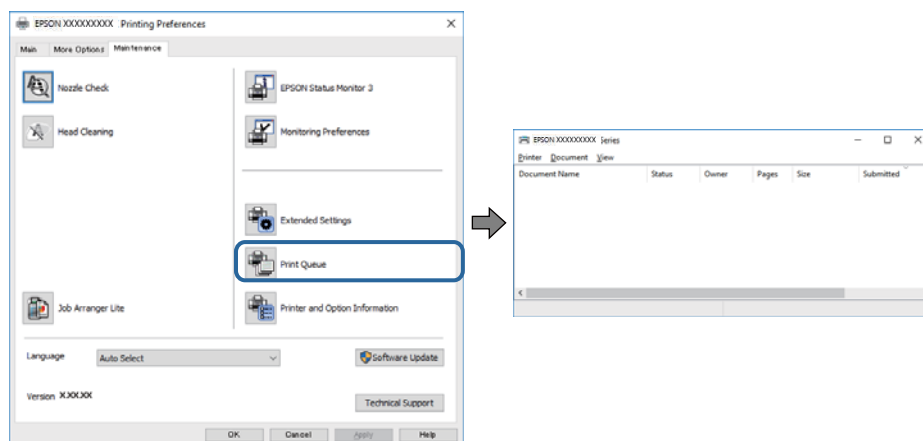 EPSON XXXXXXXXX Printing Preferences
Main More Options Maintenance
Nozzle Check
Head Cleaning
Job Arranger Lite
EPSON Status Monitor 3
Monitoring Preferences
Extended Settings
Print Queue
Printer and Option Information
Language Auto Select Software Update
Version X.XX.XX
Technical Support
OK Cancel Apply Help
EPSON XXXXXXXXX Series
Printer Document View
Document Name Status Owner Pages Size Submitted